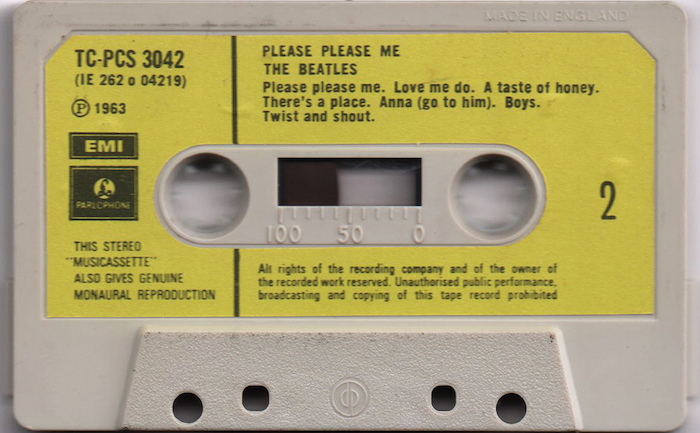 MADE IN ENGLAND
TC-PCS 3042
(IE 262 o 04219)
Ⓟ 1963
EMI
PARLOPHONE
THIS STEREO
"MUSICASSETTE"
ALSO GIVES GENUINE
MONAURAL REPRODUCTION
PLEASE PLEASE ME
THE BEATLES
Please please me. Love me do. A taste of honey.
There's a place. Anna (go to him). Boys.
Twist and shout.
100 50 0
2
All rights of the recording company and of the owner of
the recorded work reserved. Unauthorised public performance,
broadcasting and copying of this tape record prohibited